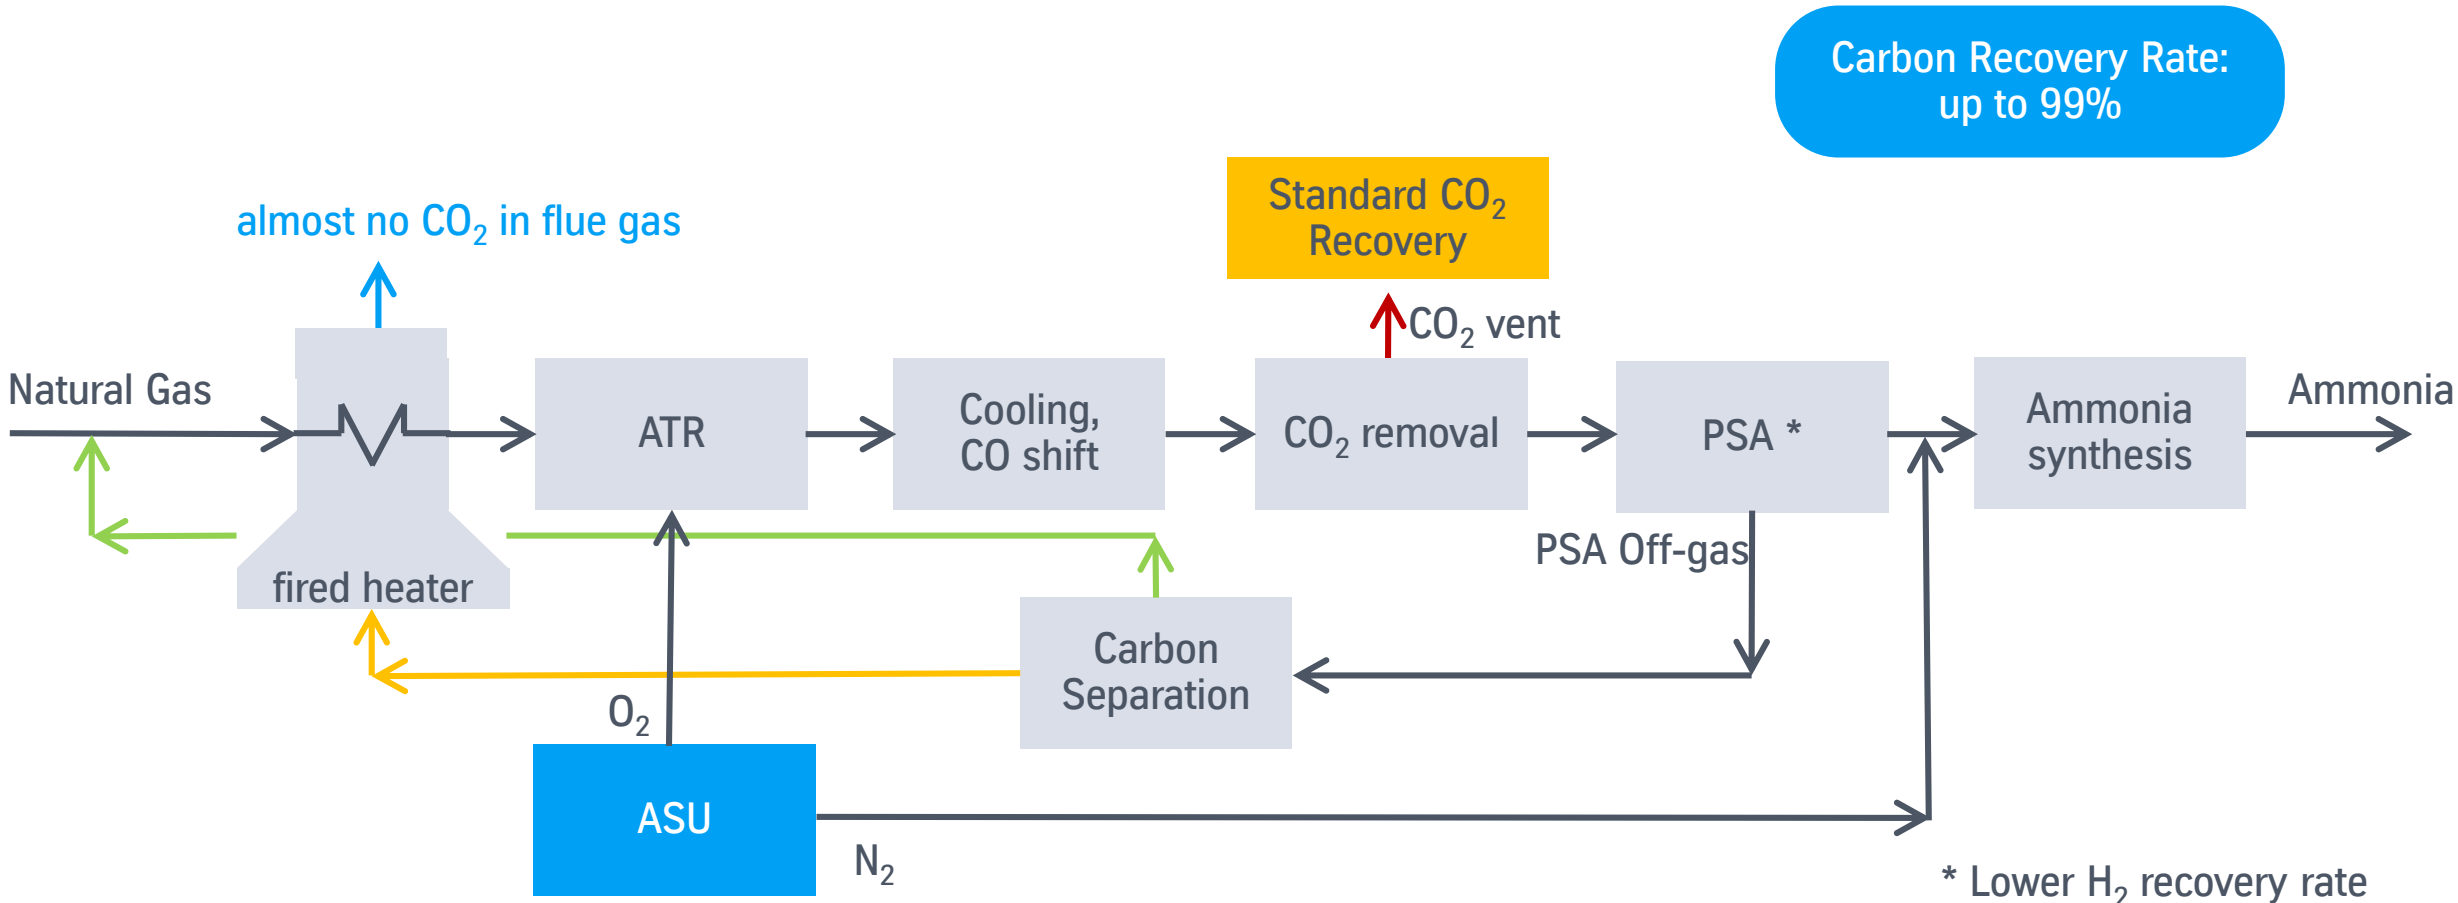 Carbon Recovery Rate:
up to 99%
Standard CO₂
Recovery
almost no CO₂ in flue gas
CO₂ vent
Natural Gas
ATR
Cooling,
CO shift
CO₂ removal
PSA *
Ammonia
synthesis
Ammonia
PSA Off-gas
fired heater
Carbon
Separation
O₂
ASU
N₂
* Lower H₂ recovery rate